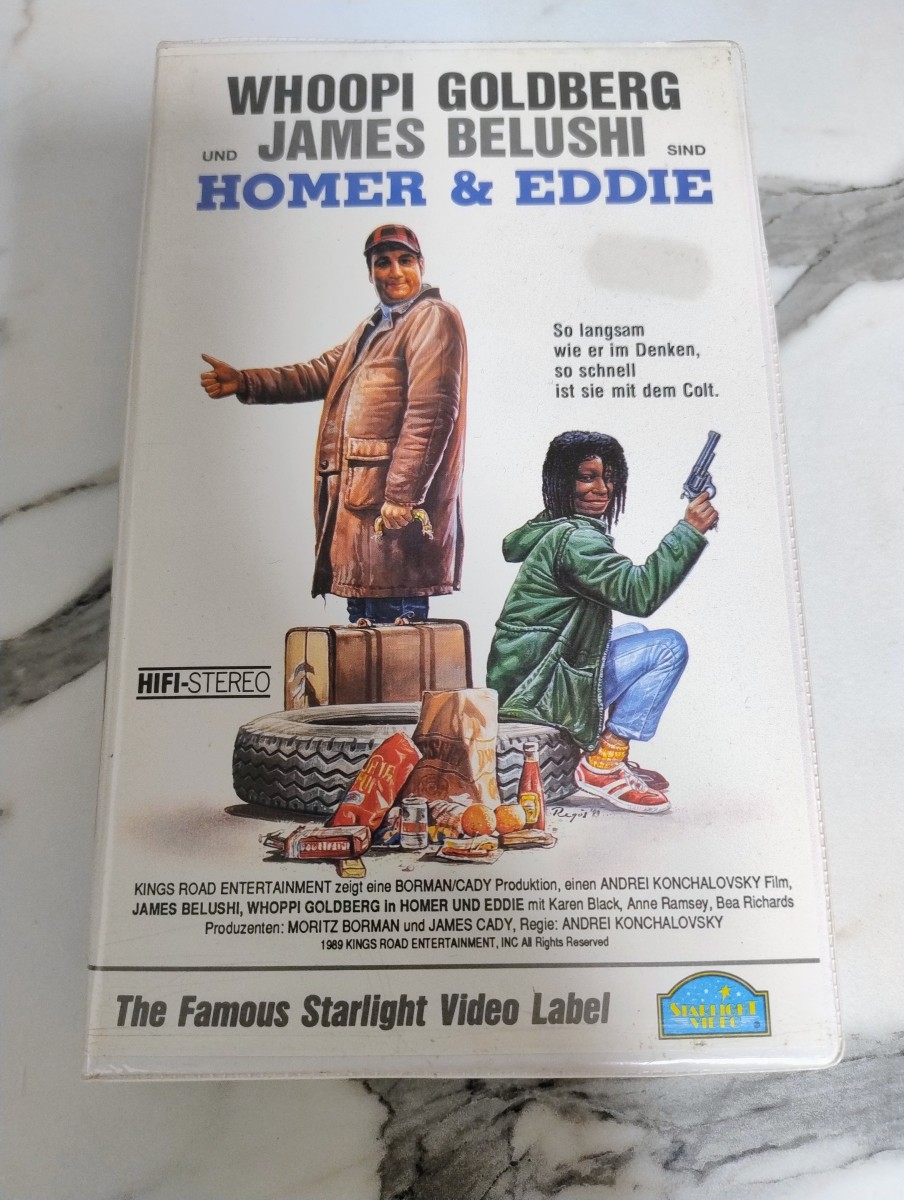 WHOOPI GOLDBERG
UND JAMES BELUSHI SIND
HOMER & EDDIE
So langsam
wie er im Denken,
so schnell
ist sie mit dem Colt.
HIFI-STEREO
KINGS ROAD ENTERTAINMENT zeigt eine BORMAN/CADY Produktion, einen ANDREI KONCHALOVSKY Film,
JAMES BELUSHI, WHOPPI GOLDBERG in HOMER UND EDDIE mit Karen Black, Anne Ramsey, Bea Richards
Produzenten: MORITZ BORMAN und JAMES CADY, Regie: ANDREI KONCHALOVSKY
1989 KINGS ROAD ENTERTAINMENT, INC All Rights Reserved
The Famous Starlight Video Label
STARLIGHT
VIDEO